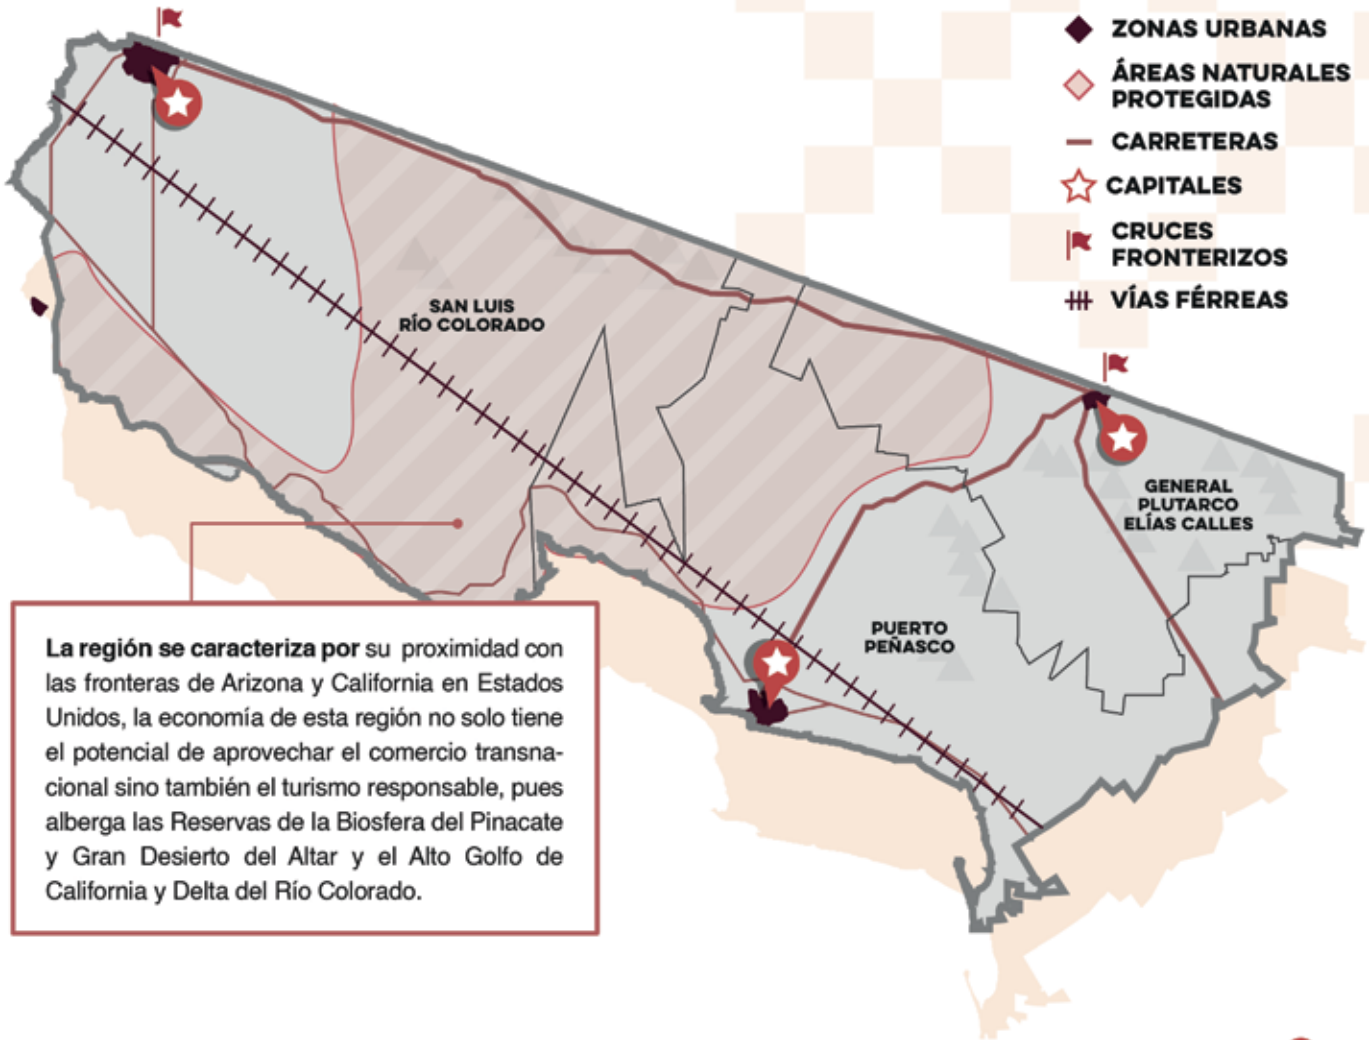 ZONAS URBANAS
ÁREAS NATURALES
PROTEGIDAS
CARRETERAS
CAPITALES
CRUCES
FRONTERIZOS
VÍAS FÉRREAS
SAN LUIS
RÍO COLORADO
GENERAL
PLUTARCO
ELÍAS CALLES
PUERTO
PEÑASCO
La región se caracteriza por su proximidad con
las fronteras de Arizona y California en Estados
Unidos, la economía de esta región no solo tiene
el potencial de aprovechar el comercio transna-
cional sino también el turismo responsable, pues
alberga las Reservas de la Biosfera del Pinacate
y Gran Desierto del Altar y el Alto Golfo de
California y Delta del Río Colorado.